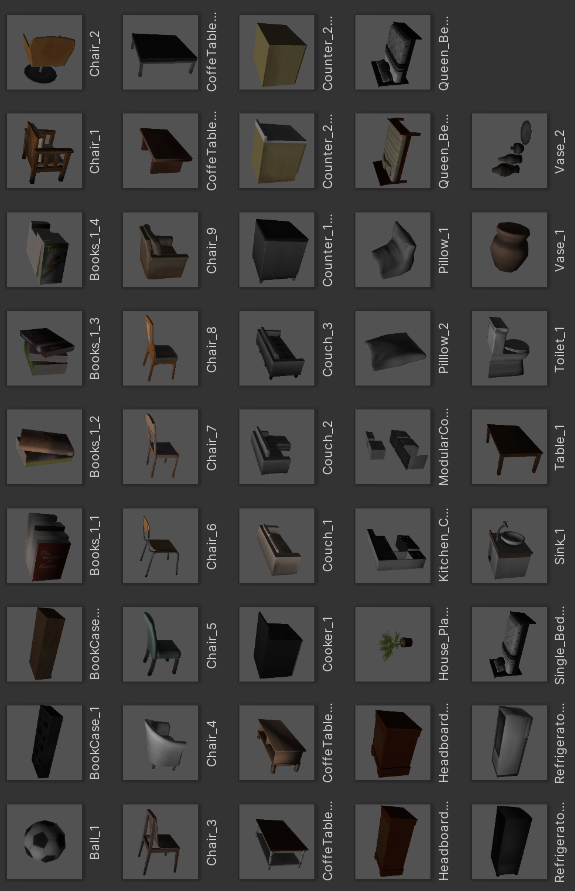 Ball_1
BookCase_1
BookCase...
Books_1_1
Books_1_2
Books_1_3
Books_1_4
Chair_1
Chair_2
Chair_3
Chair_4
Chair_5
Chair_6
Chair_7
Chair_8
Chair_9
CoffeTable...
CoffeTable...
CoffeTable...
CoffeTable...
Cooker_1
Couch_1
Couch_2
Couch_3
Counter_1...
Counter_2...
Counter_2...
Headboard...
Headboard...
House_Pla...
Kitchen_C...
ModularCo...
Pilllow_2
Pillow_1
Queen_Be...
Queen_Be...
Refrigerato...
Refrigerato...
Single_Bed...
Sink_1
Table_1
Toilet_1
Vase_1
Vase_2